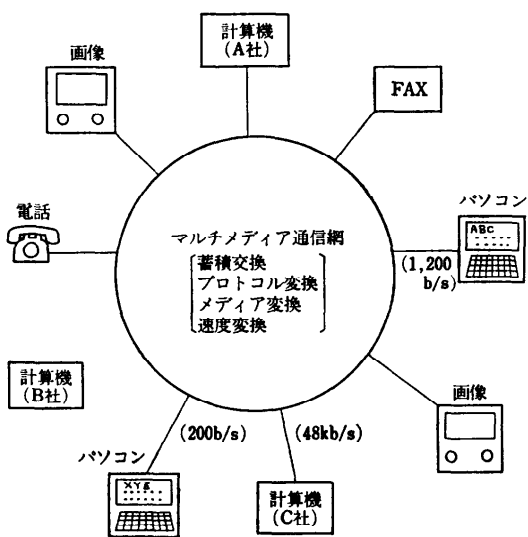 計算機
(A社)
画像
FAX
電話
パソコン
ABC
(1,200
b/s)
マルチメディア通信網
蓄積交換
プロトコル変換
メディア変換
速度変換
計算機
(B社)
画像
(200b/s)
(48kb/s)
パソコン
XYZ
計算機
(C社)